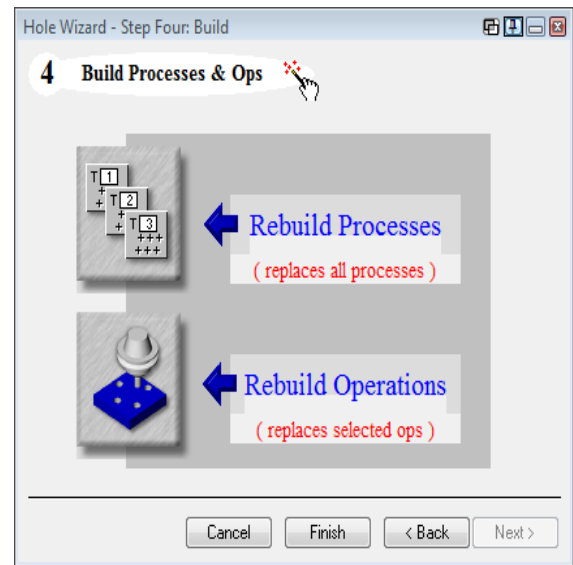 Hole Wizard - Step Four: Build
4 Build Processes & Ops
T 1
+
+ T 2
+
+ T 3
+++
+++
Rebuild Processes
( replaces all processes )
Rebuild Operations
( replaces selected ops )
Cancel Finish < Back Next >